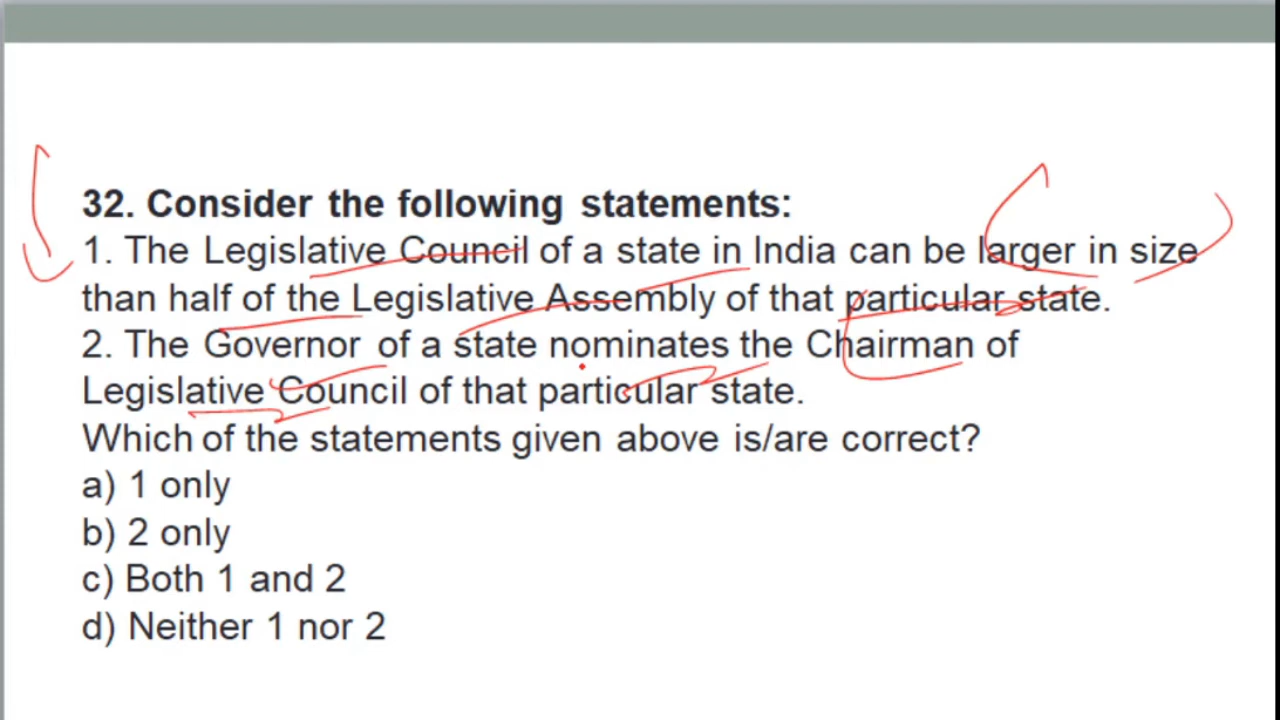 32. Consider the following statements:
1. The Legislative Council of a state in India can be larger in size
than half of the Legislative Assembly of that particular state.
2. The Governor of a state nominates the Chairman of
Legislative Council of that particular state.
Which of the statements given above is/are correct?
a) 1 only
b) 2 only
c) Both 1 and 2
d) Neither 1 nor 2